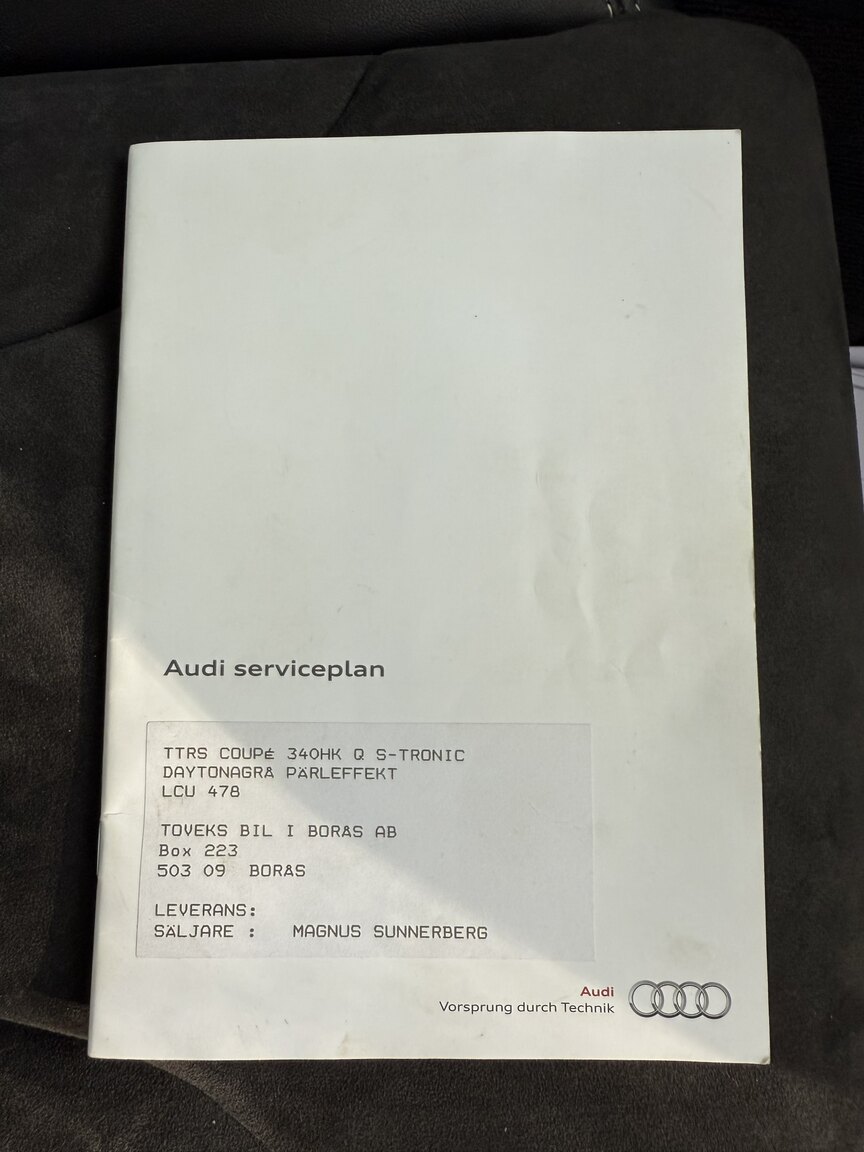 Audi serviceplan
TTRS COUPé 340HK Q S-TRONIC
DAYTONAGRÅ PÄRLEFFEKT
LCU 478
TOVEKS BIL I BORÅS AB
Box 223
503 09 BORÅS
LEVERANS:
SÄLJARE : MAGNUS SUNNERBERG
Audi
Vorsprung durch Technik